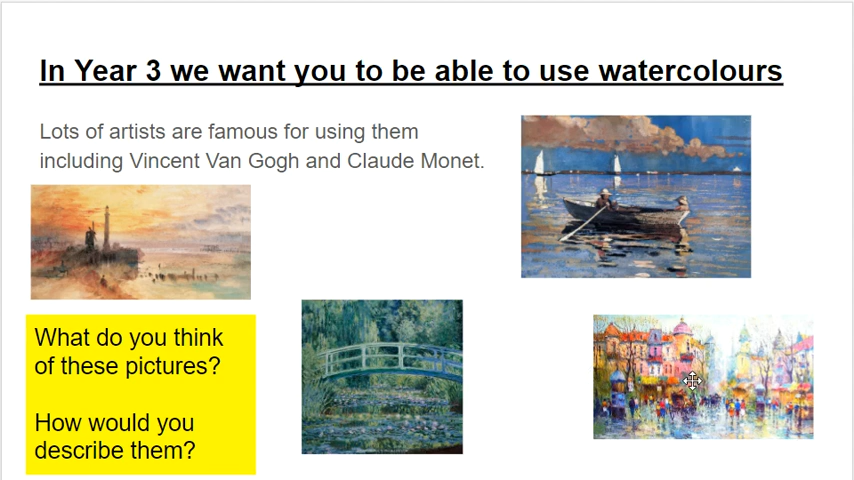 In Year 3 we want you to be able to use watercolours
Lots of artists are famous for using them
including Vincent Van Gogh and Claude Monet.
What do you think
of these pictures?
How would you
describe them?